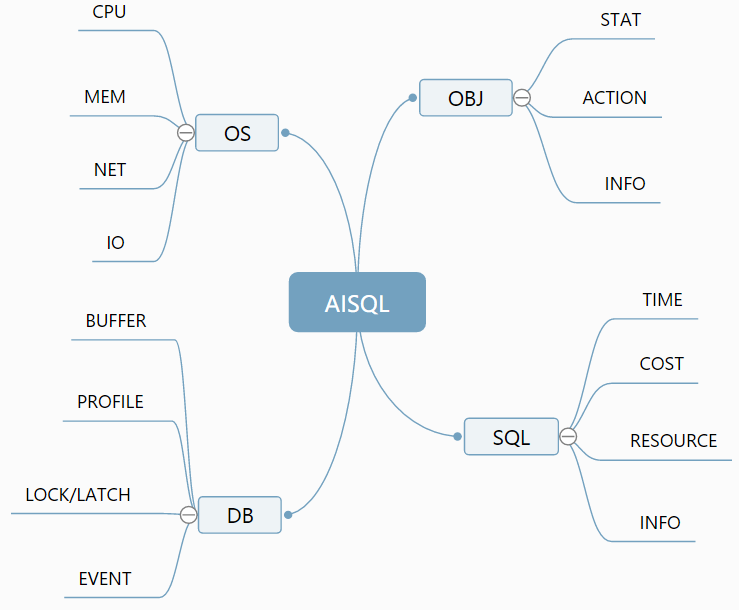 CPU
MEM
OS
NET
IO
STAT
OBJ
ACTION
INFO
AISQL
BUFFER
PROFILE
LOCK/LATCH
DB
EVENT
TIME
COST
SQL
RESOURCE
INFO